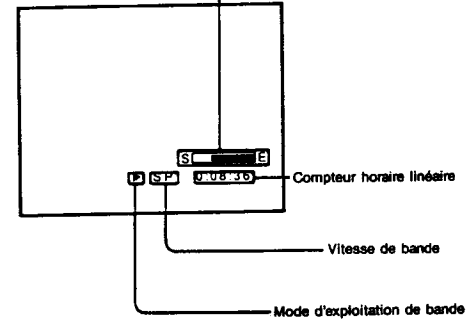 S E
SP 0:08:36 Compteur horaire linéaire
Vitesse de bande
Mode d'exploitation de bande